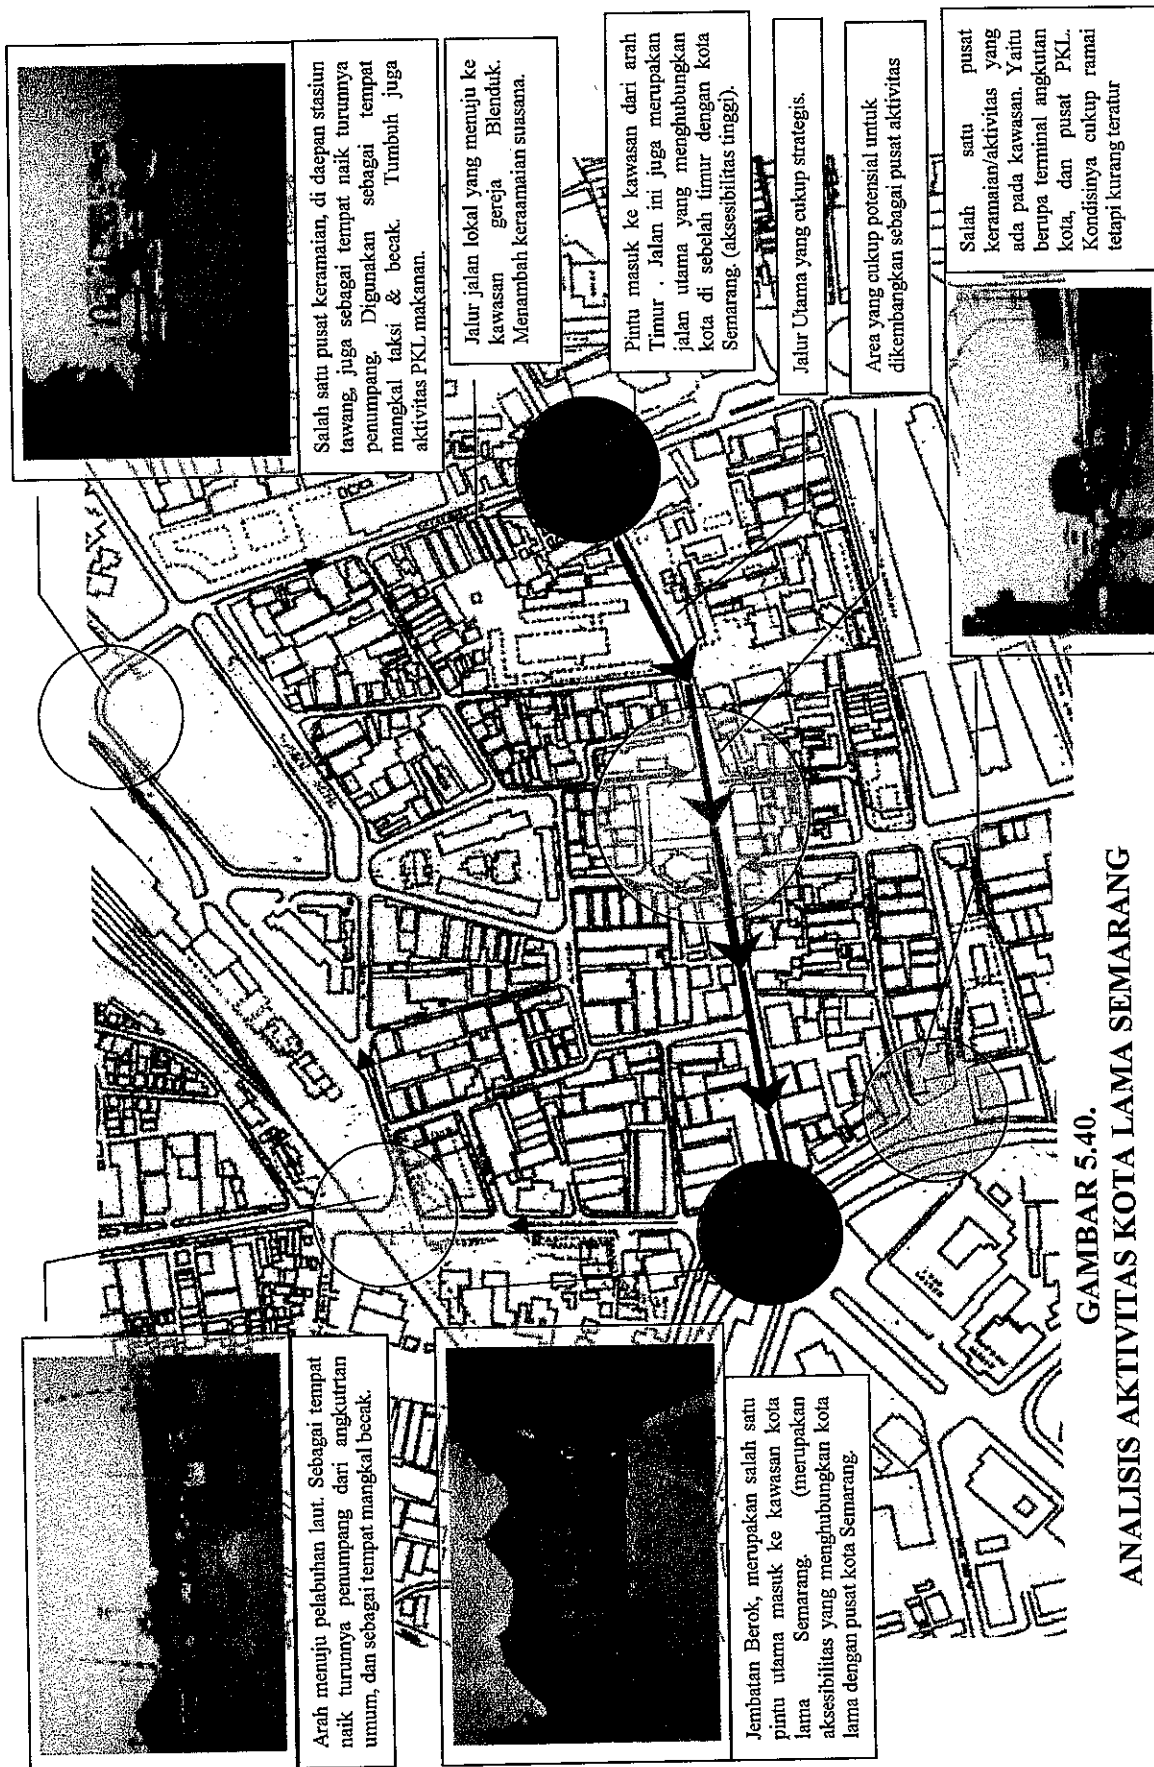 Arah menuju pelabuhan laut. Sebagai tempat
naik turunnya penumpang dari angkutrtan
umum, dan sebagai tempat mangkal becak.
Jembatan Berok, merupakan salah satu
pintu utama masuk ke kawasan kota
lama Semarang. (merupakan
aksesibilitas yang menghubungkan kota
lama dengan pusat kota Semarang.
Salah satu pusat keramaian, di daepan stasiun
tawang, juga sebagai tempat naik turunnya
penumpang. Digunakan sebagai tempat
mangkal taksi & becak. Tumbuh juga
aktivitas PKL makanan.
Jalur jalan lokal yang menuju ke
kawasan gereja Blenduk.
Menambah keraamian suasana.
Pintu masuk ke kawasan dari arah
Timur . Jalan ini juga merupakan
jalan utama yang menghubungkan
kota di sebelah timur dengan kota
Semarang. (aksesibilitas tinggi).
Jalur Utama yang cukup strategis.
Area yang cukup potensial untuk
dikembangkan sebagai pusat aktivitas
Salah satu pusat
keramaian/aktivitas yang
ada pada kawasan. Yaitu
berupa terminal angkutan
kota, dan pusat PKL.
Kondisinya cukup ramai
tetapi kurang teratur
GAMBAR 5.40.
ANALISIS AKTIVITAS KOTA LAMA SEMARANG